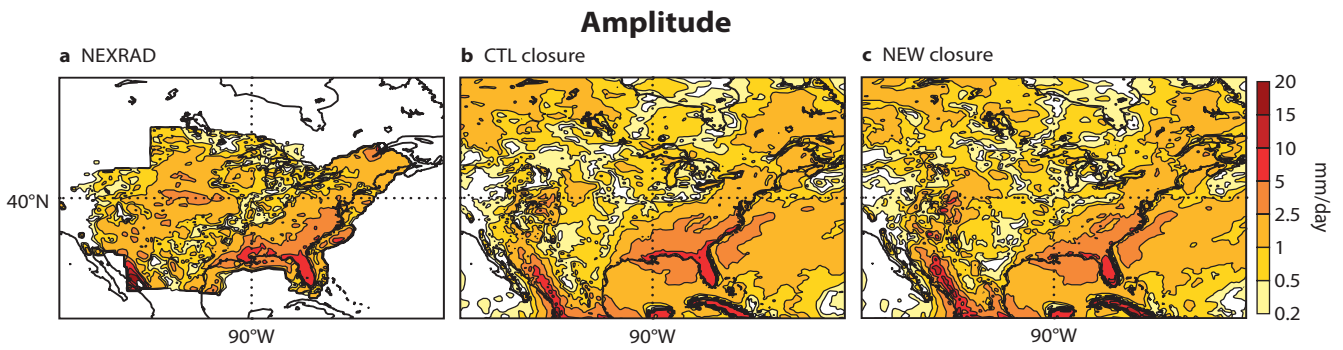 Amplitude
a NEXRAD
b CTL closure
c NEW closure
40°N
90°W
90°W
90°W
20
15
10
5
2.5
1
0.5
0.2
mm/day